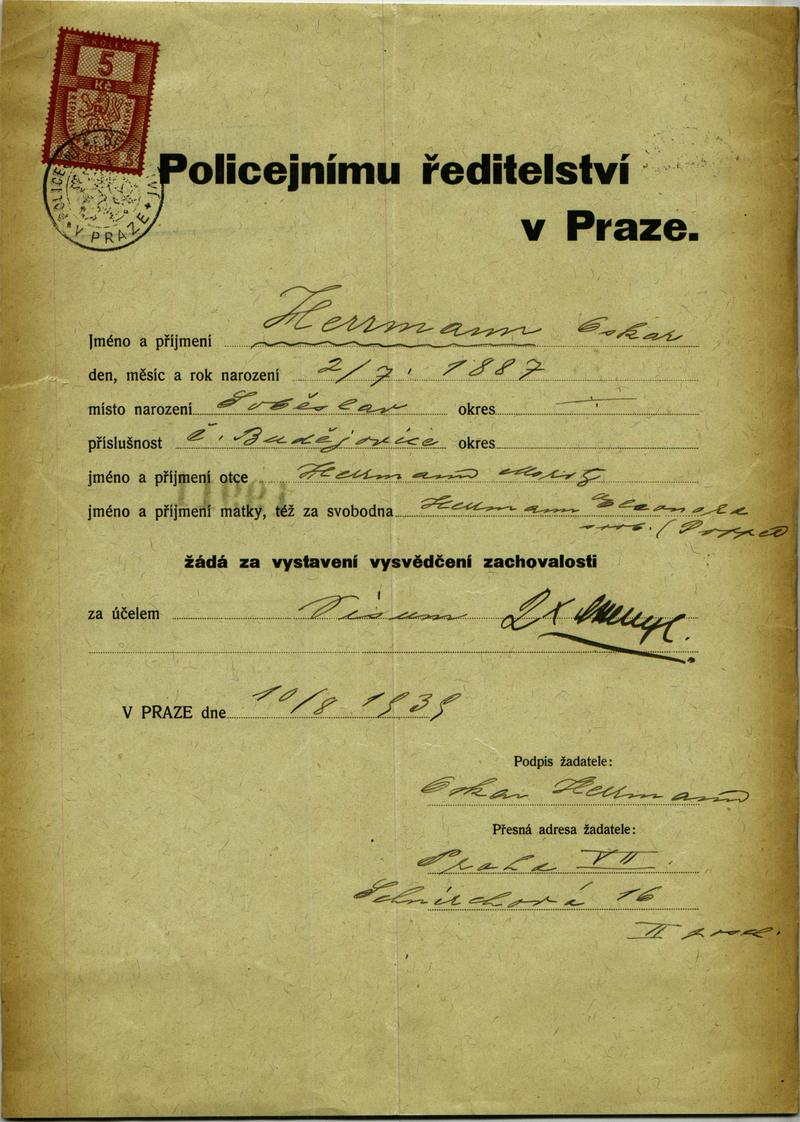 KOLEK
5
Kč
V PRAZE
Policejnímu ředitelství
v Praze.
Jméno a příjmení Herrmann Oskar
den, měsíc a rok narození 2/7. 1887
místo narození Soběslav okres —
příslušnost č. Budějovice okres
jméno a příjmení otce Herrmann Moritz
jméno a příjmení matky, též za svobodna Herrmann Eleonora
žádá za vystavení vysvědčení zachovalosti
za účelem Visum 2x
V PRAZE dne 10/8 1939
Podpis žadatele:
Oskar Herrmann
Přesná adresa žadatele:
Praha VII.
Schnirchová 16
II